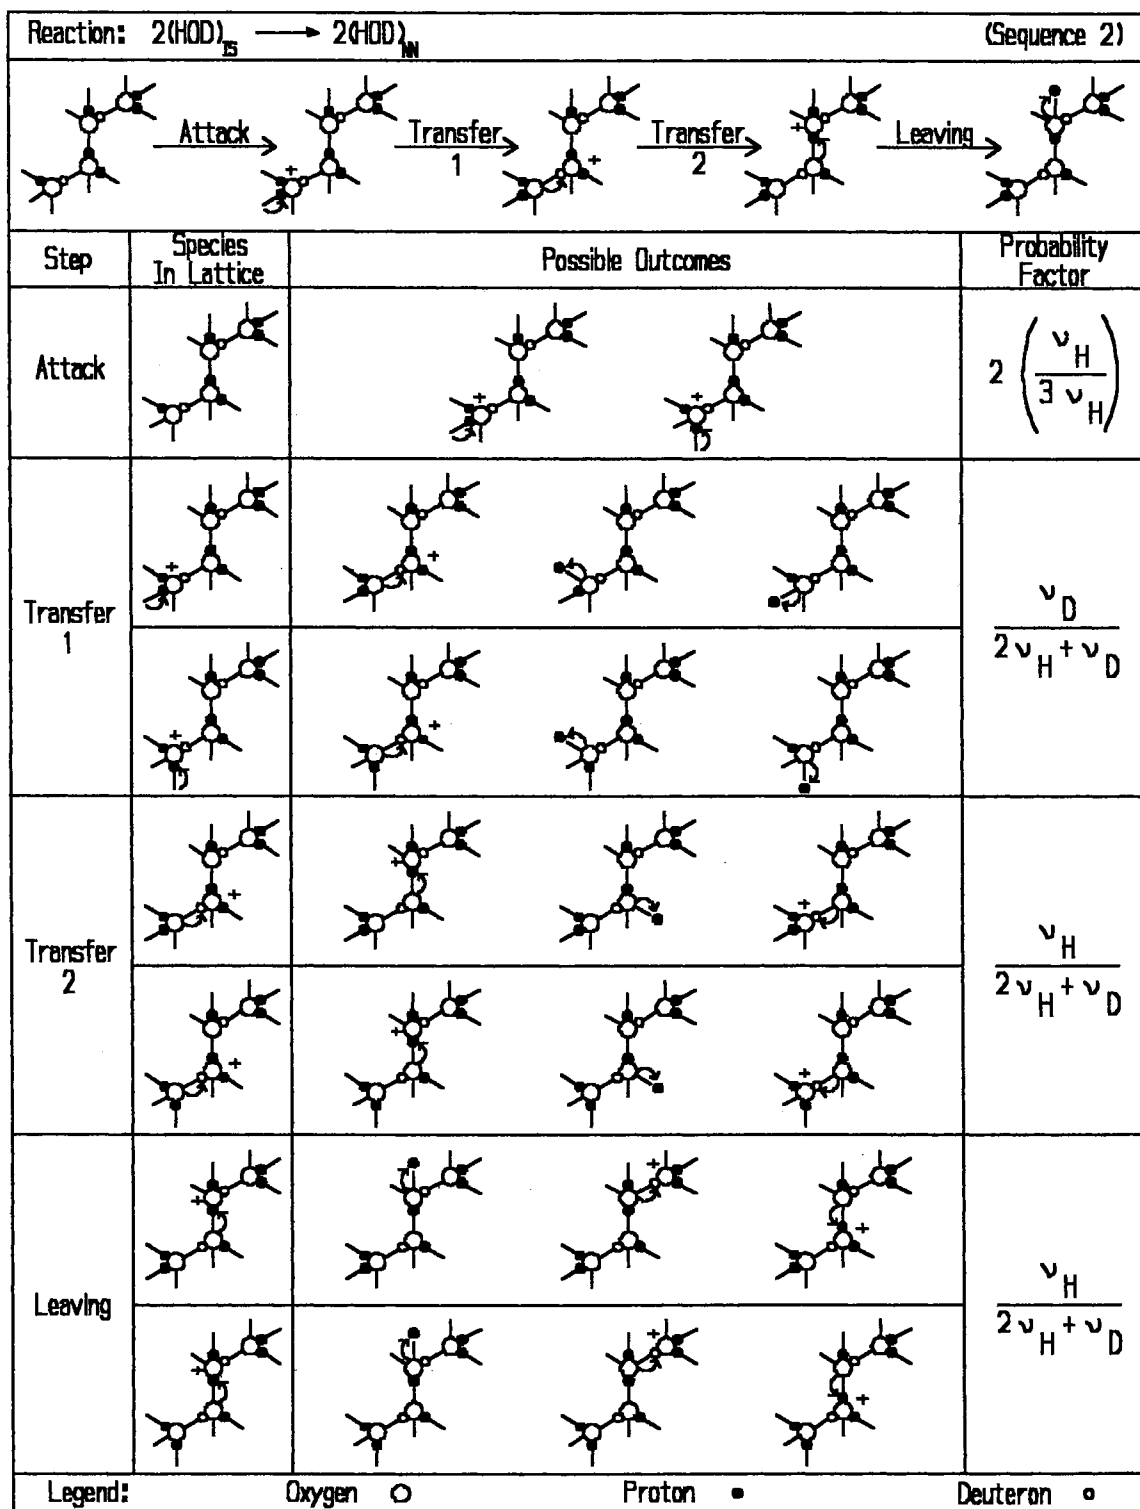 Reaction: 2(HOD)IS ⟶ 2(HOD)NN (Sequence 2)
Attack Transfer 1 Transfer 2 Leaving
+ + +
Step Species In Lattice Possible Outcomes Probability Factor
Attack + + 2 (νH / 3 νH)
Transfer 1 + + νD / 2νH + νD
+ +
Transfer 2 + + + νH / 2νH + νD
+ + +
Leaving + + + νH / 2νH + νD
+ + +
Legend: Oxygen Proton Deuteron